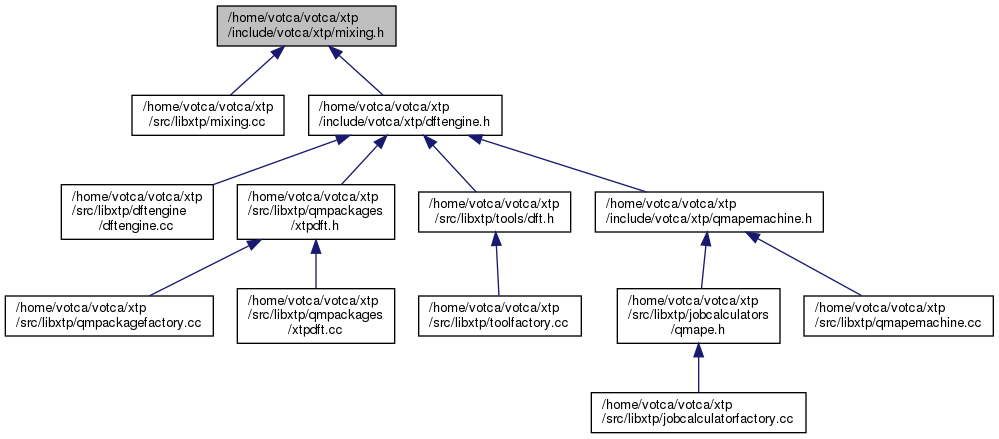 /home/votca/votca/xtp
/include/votca/xtp/mixing.h
/home/votca/votca/xtp
/src/libxtp/mixing.cc
/home/votca/votca/xtp
/include/votca/xtp/dftengine.h
/home/votca/votca/xtp
/src/libxtp/dftengine
/dftengine.cc
/home/votca/votca/xtp
/src/libxtp/qmpackages
/xtpdft.h
/home/votca/votca/xtp
/src/libxtp/tools/dft.h
/home/votca/votca/xtp
/include/votca/xtp/qmapemachine.h
/home/votca/votca/xtp
/src/libxtp/qmpackagefactory.cc
/home/votca/votca/xtp
/src/libxtp/qmpackages
/xtpdft.cc
/home/votca/votca/xtp
/src/libxtp/toolfactory.cc
/home/votca/votca/xtp
/src/libxtp/jobcalculators
/qmape.h
/home/votca/votca/xtp
/src/libxtp/qmapemachine.cc
/home/votca/votca/xtp
/src/libxtp/jobcalculatorfactory.cc